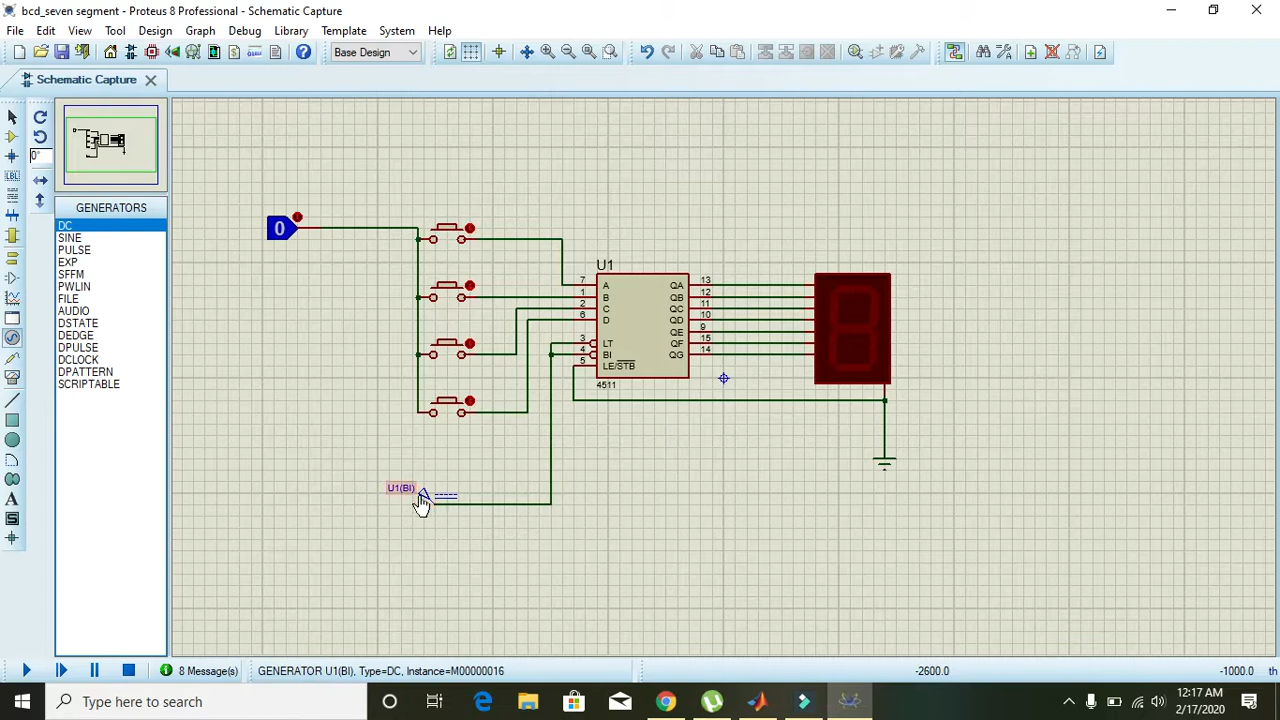 bcd_seven segment - Proteus 8 Professional - Schematic Capture
File Edit View Tool Design Graph Debug Library Template System Help
Base Design
Schematic Capture
0°
LBL
GENERATORS
DC
SINE
PULSE
EXP
SFFM
PWLIN
FILE
AUDIO
DSTATE
DEDGE
DPULSE
DCLOCK
DPATTERN
SCRIPTABLE
A
S
0
U1
7 A QA 13
1 B QB 12
2 C QC 11
6 D QD 10
QE 9
3 LT QF 15
4 BI QG 14
5 LE/STB
4511
U1(BI)
8 Message(s)
GENERATOR U1(BI), Type=DC, Instance=M00000016
-2600.0
-1000.0
th
Type here to search
12:17 AM
2/17/2020